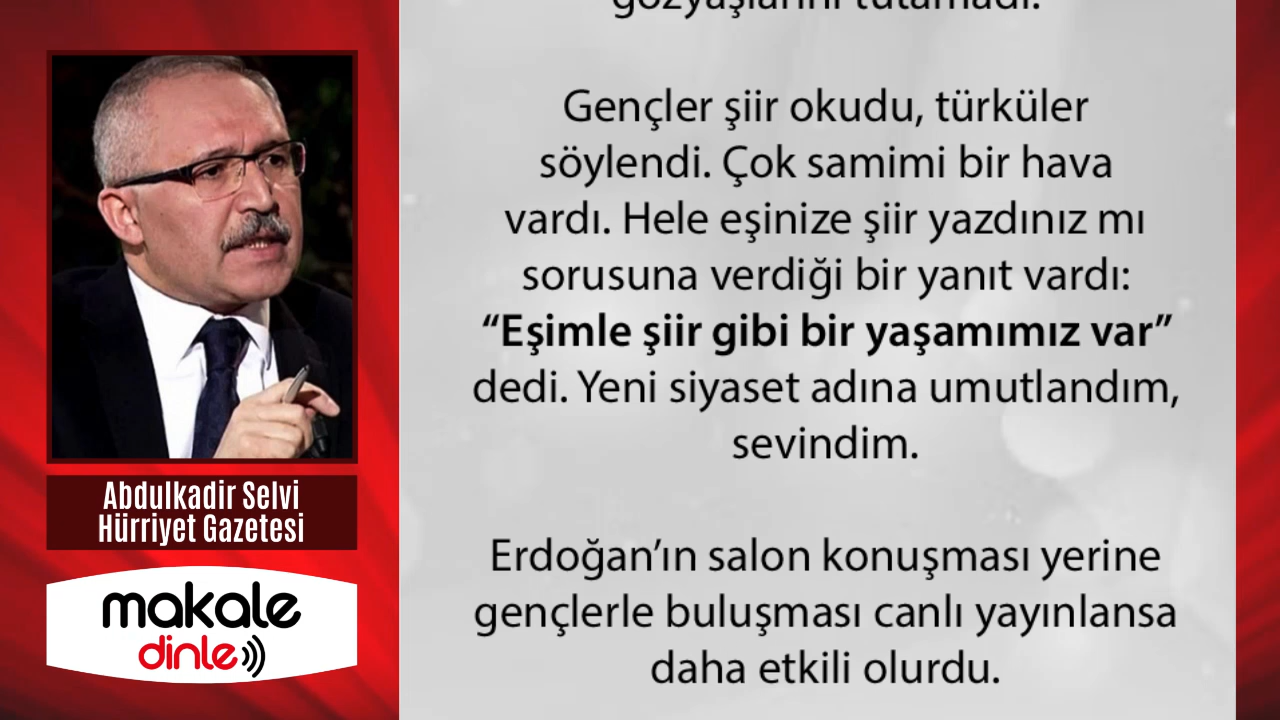 gözyaşlarını tutamadı.
Gençler şiir okudu, türküler
söylendi. Çok samimi bir hava
vardı. Hele eşinize şiir yazdınız mı
sorusuna verdiği bir yanıt vardı:
“Eşimle şiir gibi bir yaşamımız var”
dedi. Yeni siyaset adına umutlandım,
sevindim.
Erdoğan’ın salon konuşması yerine
gençlerle buluşması canlı yayınlansa
daha etkili olurdu.
Abdulkadir Selvi
Hürriyet Gazetesi
makale
dinle